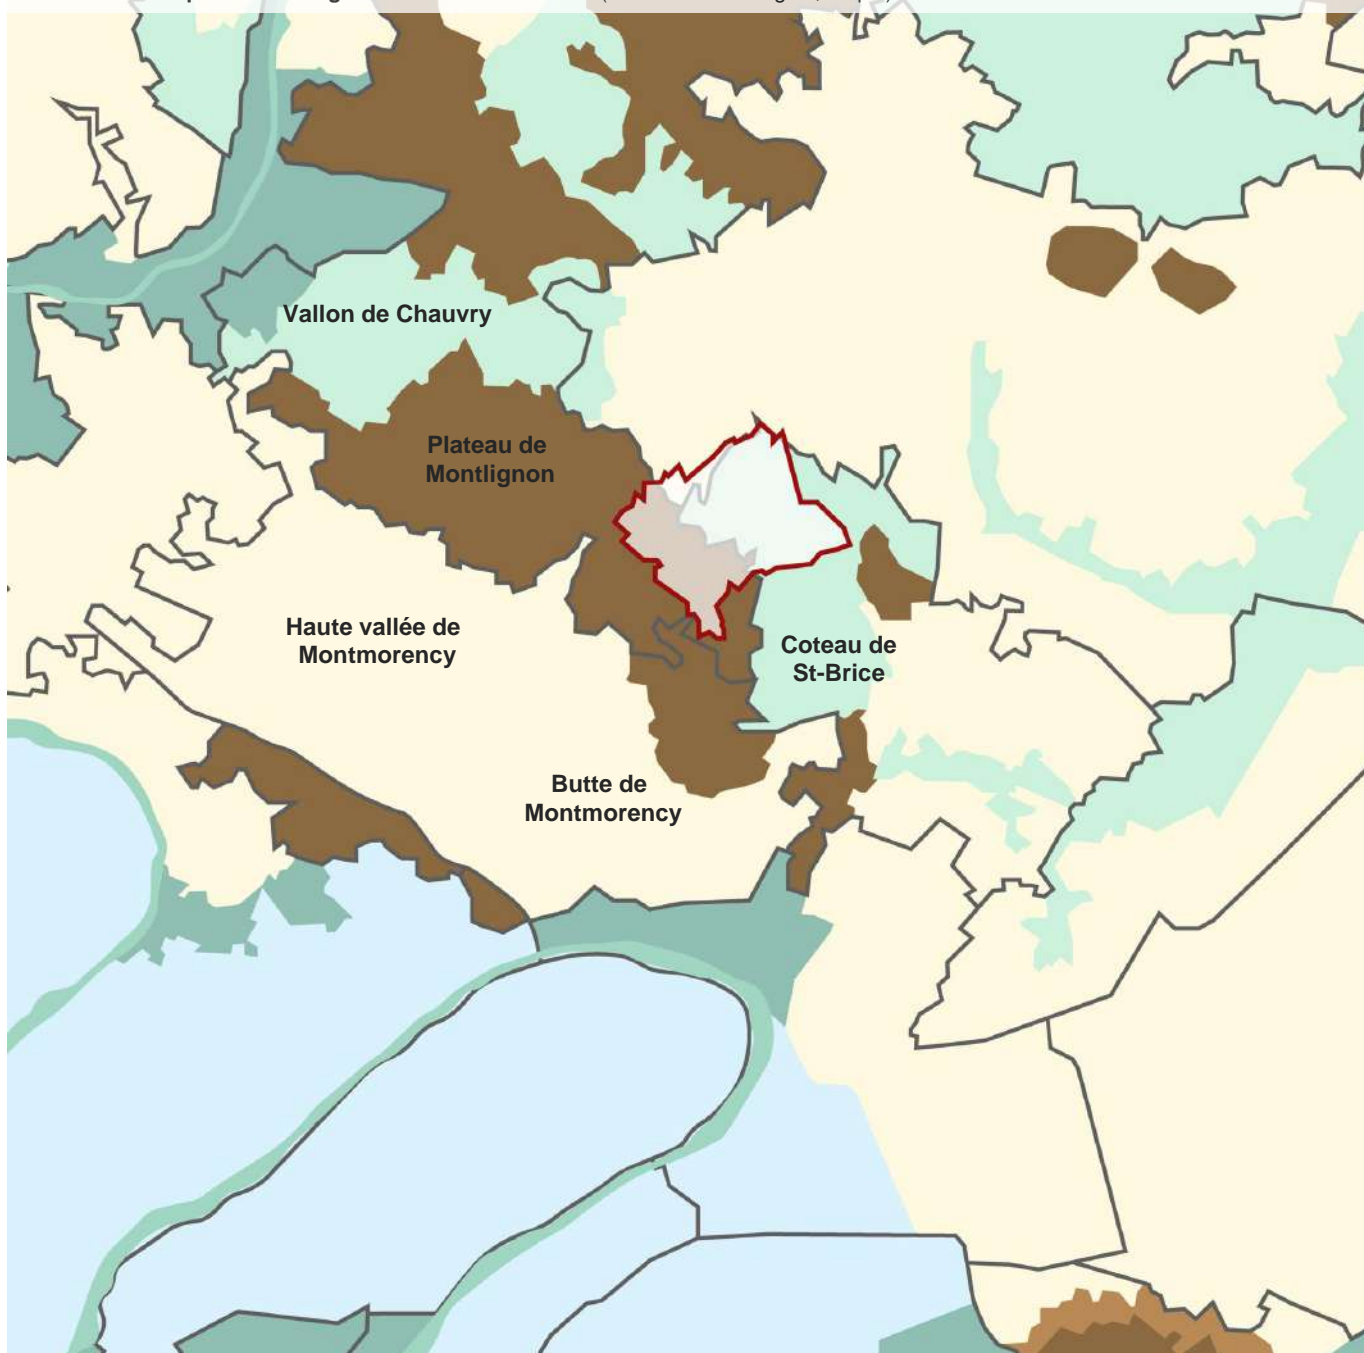 Vallon de Chauvry
Plateau de
Montlignon
Haute vallée de
Montmorency
Coteau de
St-Brice
Butte de
Montmorency